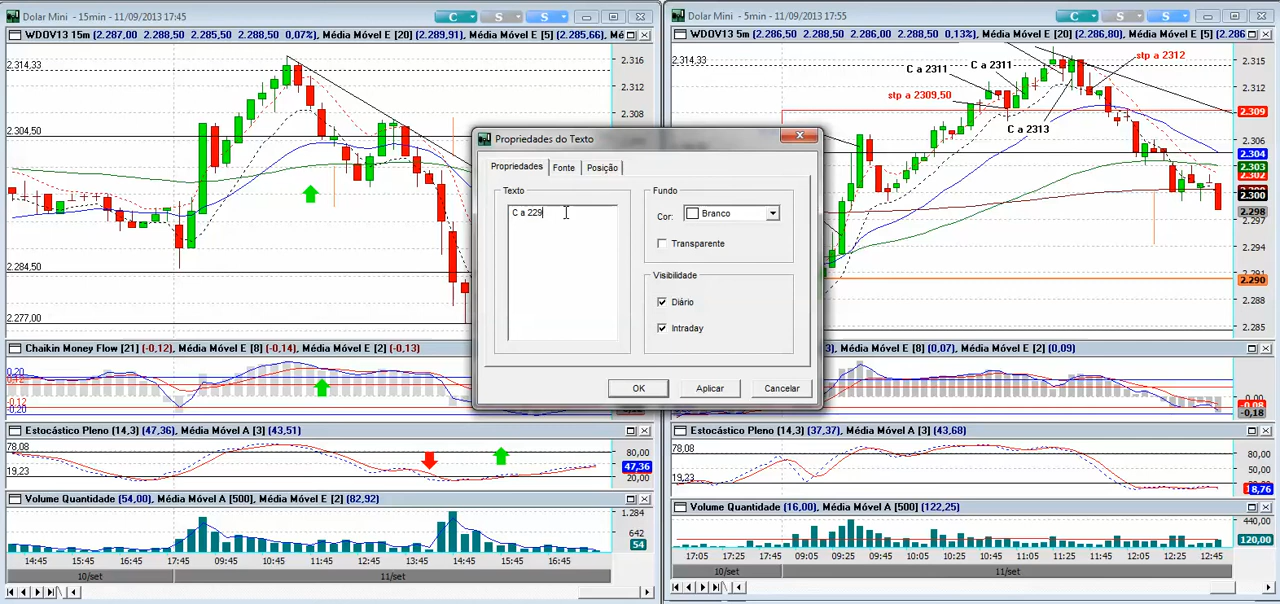 Dolar Mini - 15min - 11/09/2013 17:45
C
S
S
WDOV13 15m (2.287,00 2.288,50 2.285,50 2.288,50 0,07%), Média Móvel E [20] (2.289,91), Média Móvel E [5] (2.285,66), Mé
2.314,33
2.304,50
2.284,50
2.277,00
2.316
2.312
2.308
Chaikin Money Flow [21] (-0,12), Média Móvel E [8] (-0,14), Média Móvel E [2] (-0,13)
0,20
0,12
-0,12
-0,20
Estocástico Pleno (14,3) (47,36), Média Móvel A [3] (43,51)
78,08
19,23
80,00
47,36
20,00
Volume Quantidade (54,00), Média Móvel A [500], Média Móvel E [2] (82,92)
1.284
642
54
14:45 15:45 16:45 17:45 09:45 10:45 11:45 12:45 13:45 14:45 15:45 16:45
10/set
11/set
Dolar Mini - 5min - 11/09/2013 17:55
C
S
S
WDOV13 5m (2.286,50 2.288,50 2.286,00 2.288,50 0,13%), Média Móvel E [20] (2.286,80), Média Móvel E [5] (2.286
2.314,33
C a 2311
C a 2311
stp a 2312
stp a 2309,50
C a 2313
2.315
2.312
2.309
2.304
2.303
2.302
2.300
2.298
2.297
2.294
2.290
2.288
2.285
3), Média Móvel E [8] (0,07), Média Móvel E [2] (0,09)
0,00
-0,08
-0,18
Estocástico Pleno (14,3) (37,37), Média Móvel A [3] (43,68)
78,08
19,23
80,00
50,00
18,76
Volume Quantidade (16,00), Média Móvel A [500] (122,25)
440,00
120,00
17:05 17:25 17:45 09:05 09:25 09:45 10:05 10:25 10:45 11:05 11:25 11:45 12:05 12:25 12:45
10/set
11/set
Propriedades do Texto
Propriedades
Fonte
Posição
Texto
C a 229
Fundo
Cor:
Branco
Transparente
Visibilidade
Diário
Intraday
OK
Aplicar
Cancelar